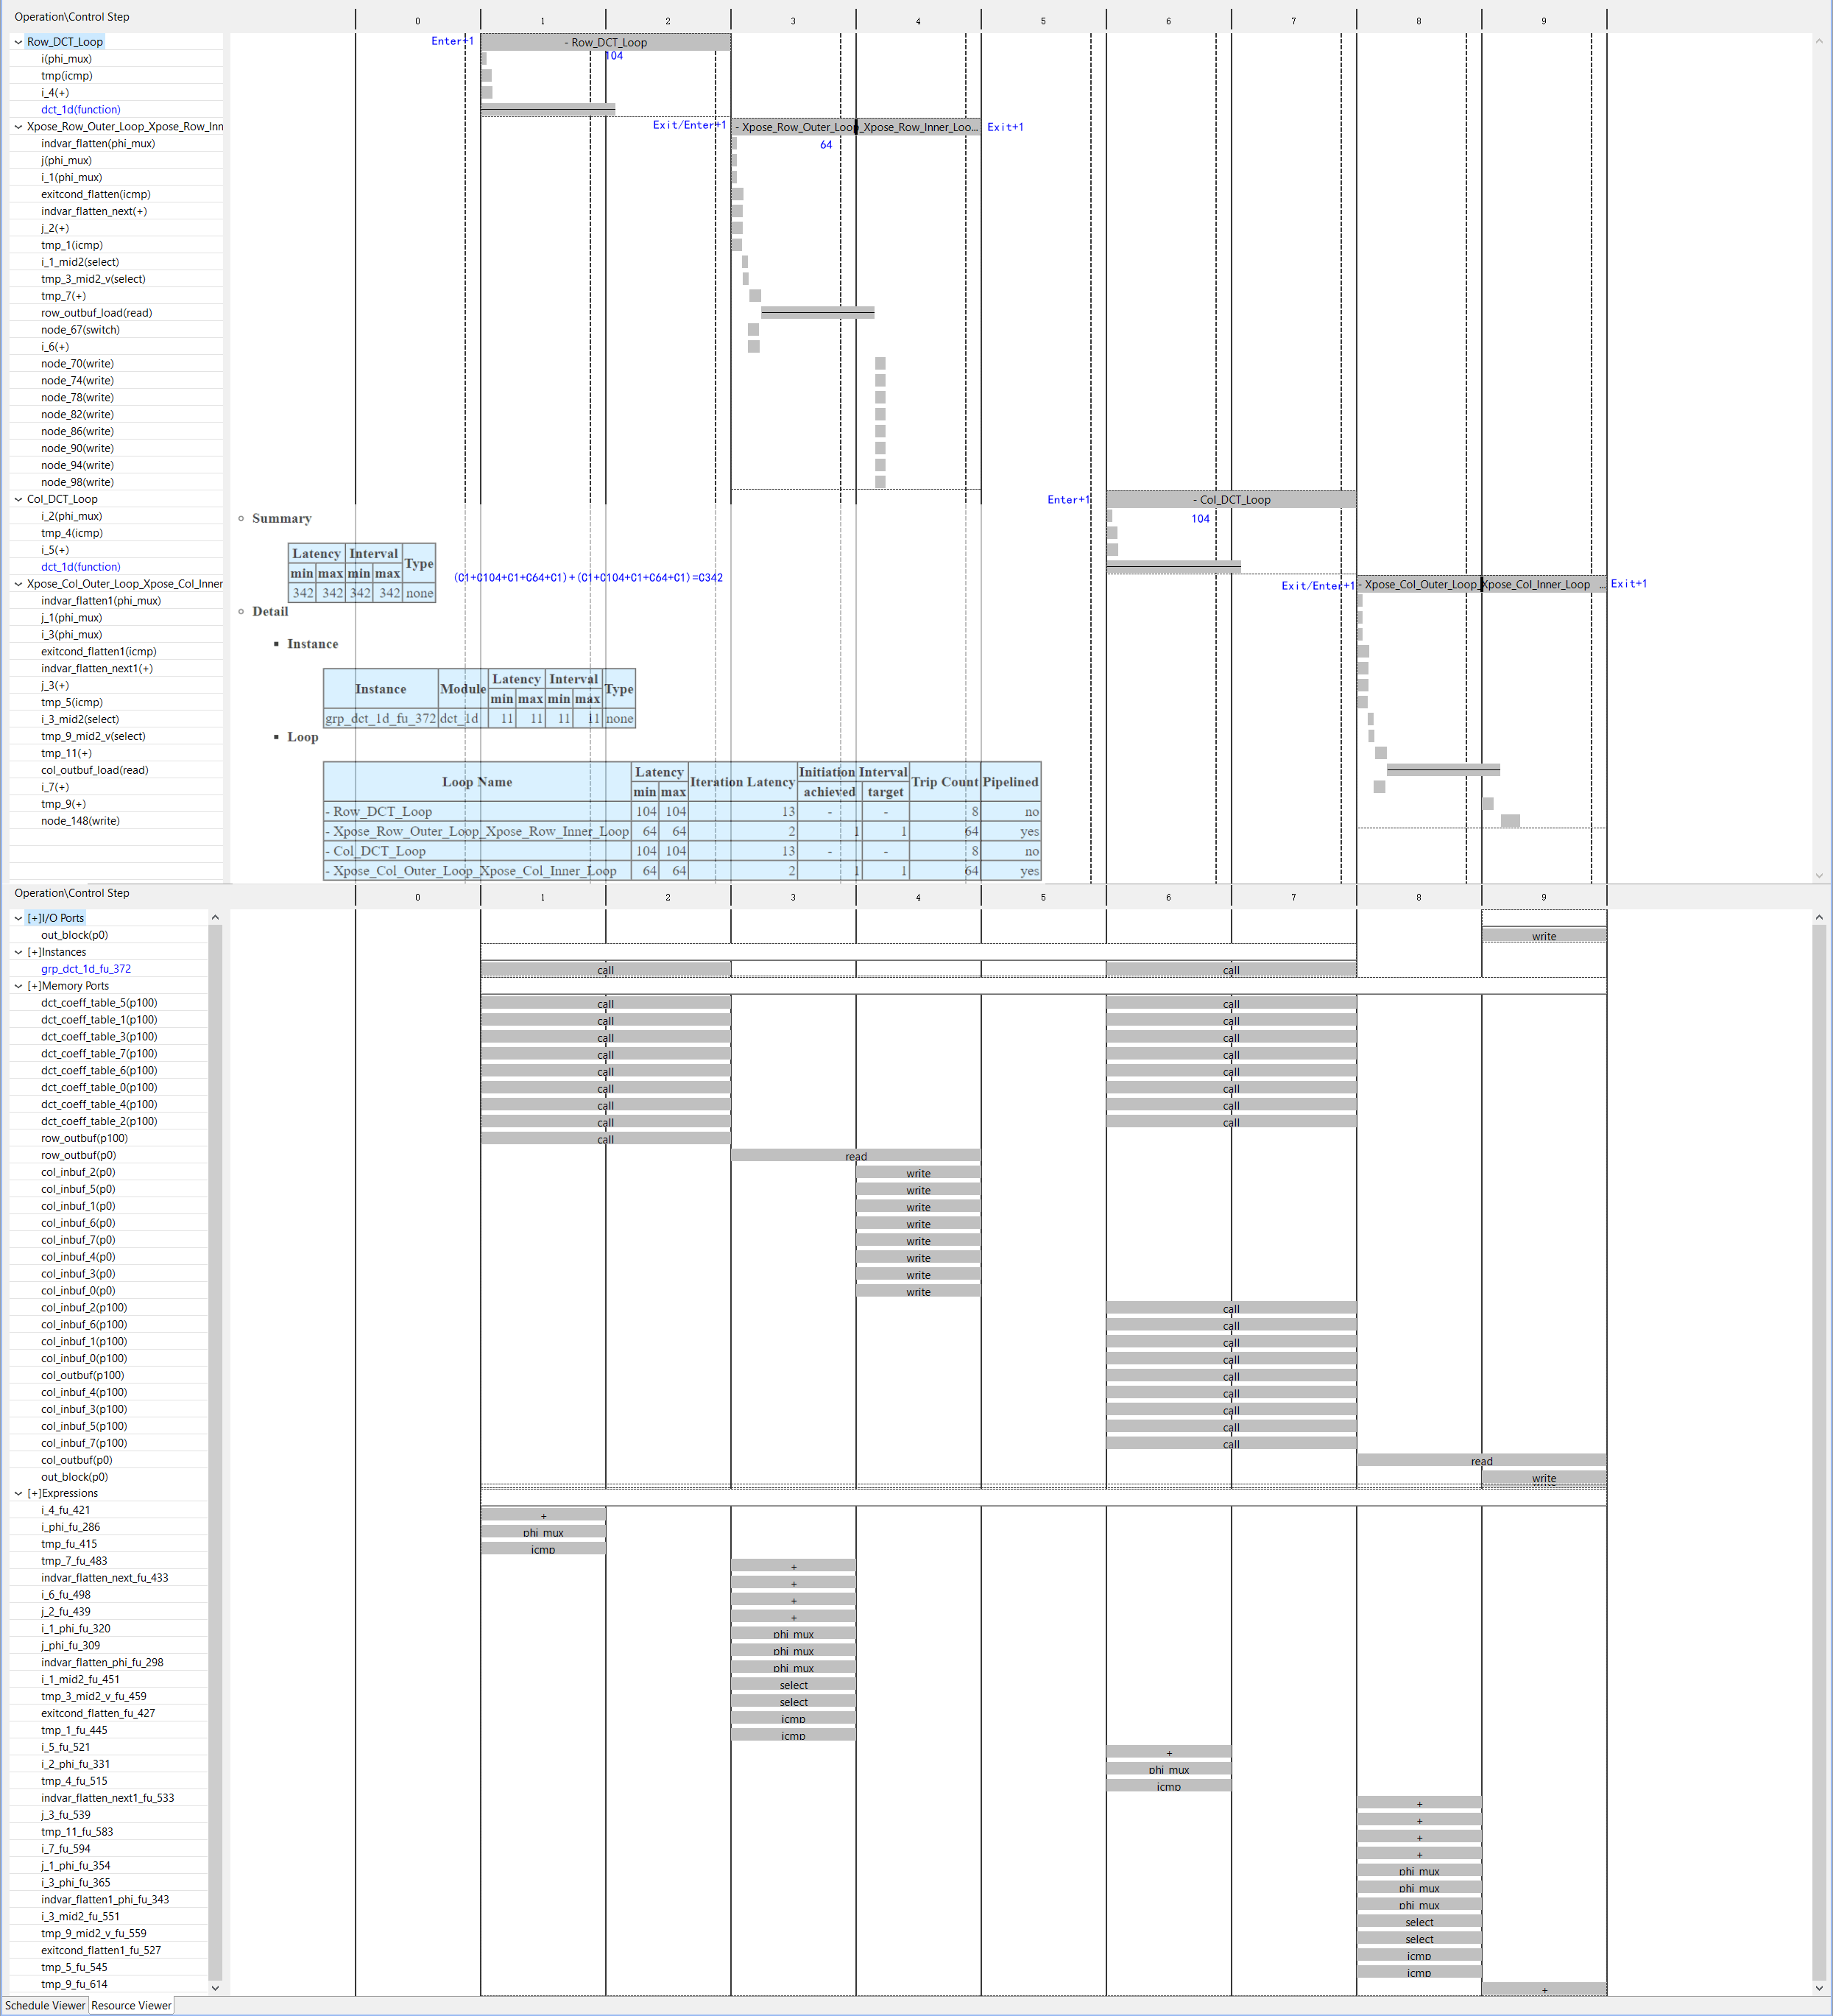 Operation\Control Step 0 1 2 3 4 5 6 7 8 9
Row_DCT_Loop Enter+1 - Row_DCT_Loop
i(phi_mux) 104
tmp(icmp)
i_4(+)
dct_1d(function)
Xpose_Row_Outer_Loop_Xpose_Row_Inn Exit/Enter+1 - Xpose_Row_Outer_Loop_Xpose_Row_Inner_Loo... Exit+1
indvar_flatten(phi_mux) 64
j(phi_mux)
i_1(phi_mux)
exitcond_flatten(icmp)
indvar_flatten_next(+)
j_2(+)
tmp_1(icmp)
i_1_mid2(select)
tmp_3_mid2_v(select)
tmp_7(+)
row_outbuf_load(read)
node_67(switch)
i_6(+)
node_70(write)
node_74(write)
node_78(write)
node_82(write)
node_86(write)
node_90(write)
node_94(write)
node_98(write)
Col_DCT_Loop Enter+1 - Col_DCT_Loop
i_2(phi_mux) 104
tmp_4(icmp)
i_5(+)
dct_1d(function)
Xpose_Col_Outer_Loop_Xpose_Col_Inner Exit/Enter+1 - Xpose_Col_Outer_Loop_Xpose_Col_Inner_Loop ... Exit+1
indvar_flatten1(phi_mux)
j_1(phi_mux)
i_3(phi_mux)
exitcond_flatten1(icmp)
indvar_flatten_next1(+)
j_3(+)
tmp_5(icmp)
i_3_mid2(select)
tmp_9_mid2_v(select)
tmp_11(+)
col_outbuf_load(read)
i_7(+)
tmp_9(+)
node_148(write)
Summary
Latency Interval Type
min max min max
342 342 342 342 none
(C1+C104+C1+C64+C1)+(C1+C104+C1+C64+C1)=C342
Detail
Instance
Instance Module Latency Interval Type
min max min max
grp_dct_1d_fu_372 dct_1d 11 11 11 11 none
Loop
Loop Name Latency Iteration Latency Initiation Interval Trip Count Pipelined
min max achieved target
- Row_DCT_Loop 104 104 13 - - 8 no
- Xpose_Row_Outer_Loop_Xpose_Row_Inner_Loop 64 64 2 1 1 64 yes
- Col_DCT_Loop 104 104 13 - - 8 no
- Xpose_Col_Outer_Loop_Xpose_Col_Inner_Loop 64 64 2 1 1 64 yes
Operation\Control Step 0 1 2 3 4 5 6 7 8 9
[+]I/O Ports
out_block(p0) write
[+]Instances
grp_dct_1d_fu_372 call call
[+]Memory Ports
dct_coeff_table_5(p100) call call
dct_coeff_table_1(p100) call call
dct_coeff_table_3(p100) call call
dct_coeff_table_7(p100) call call
dct_coeff_table_6(p100) call call
dct_coeff_table_0(p100) call call
dct_coeff_table_4(p100) call call
dct_coeff_table_2(p100) call call
row_outbuf(p100) call
row_outbuf(p0) read
col_inbuf_2(p0) write
col_inbuf_5(p0) write
col_inbuf_1(p0) write
col_inbuf_6(p0) write
col_inbuf_7(p0) write
col_inbuf_4(p0) write
col_inbuf_3(p0) write
col_inbuf_0(p0) write
col_inbuf_2(p100) call
col_inbuf_6(p100) call
col_inbuf_1(p100) call
col_inbuf_0(p100) call
col_outbuf(p100) call
col_inbuf_4(p100) call
col_inbuf_3(p100) call
col_inbuf_5(p100) call
col_inbuf_7(p100) call
col_outbuf(p0) read
out_block(p0) write
[+]Expressions
i_4_fu_421 +
i_phi_fu_286 phi_mux
tmp_fu_415 icmp
tmp_7_fu_483 +
indvar_flatten_next_fu_433 +
i_6_fu_498 +
j_2_fu_439 +
i_1_phi_fu_320 phi_mux
j_phi_fu_309 phi_mux
indvar_flatten_phi_fu_298 phi_mux
i_1_mid2_fu_451 select
tmp_3_mid2_v_fu_459 select
exitcond_flatten_fu_427 icmp
tmp_1_fu_445 icmp
i_5_fu_521 +
i_2_phi_fu_331 phi_mux
tmp_4_fu_515 icmp
indvar_flatten_next1_fu_533 +
j_3_fu_539 +
tmp_11_fu_583 +
i_7_fu_594 +
j_1_phi_fu_354 phi_mux
i_3_phi_fu_365 phi_mux
indvar_flatten1_phi_fu_343 phi_mux
i_3_mid2_fu_551 select
tmp_9_mid2_v_fu_559 select
exitcond_flatten1_fu_527 icmp
tmp_5_fu_545 icmp
tmp_9_fu_614 +
Schedule Viewer Resource Viewer